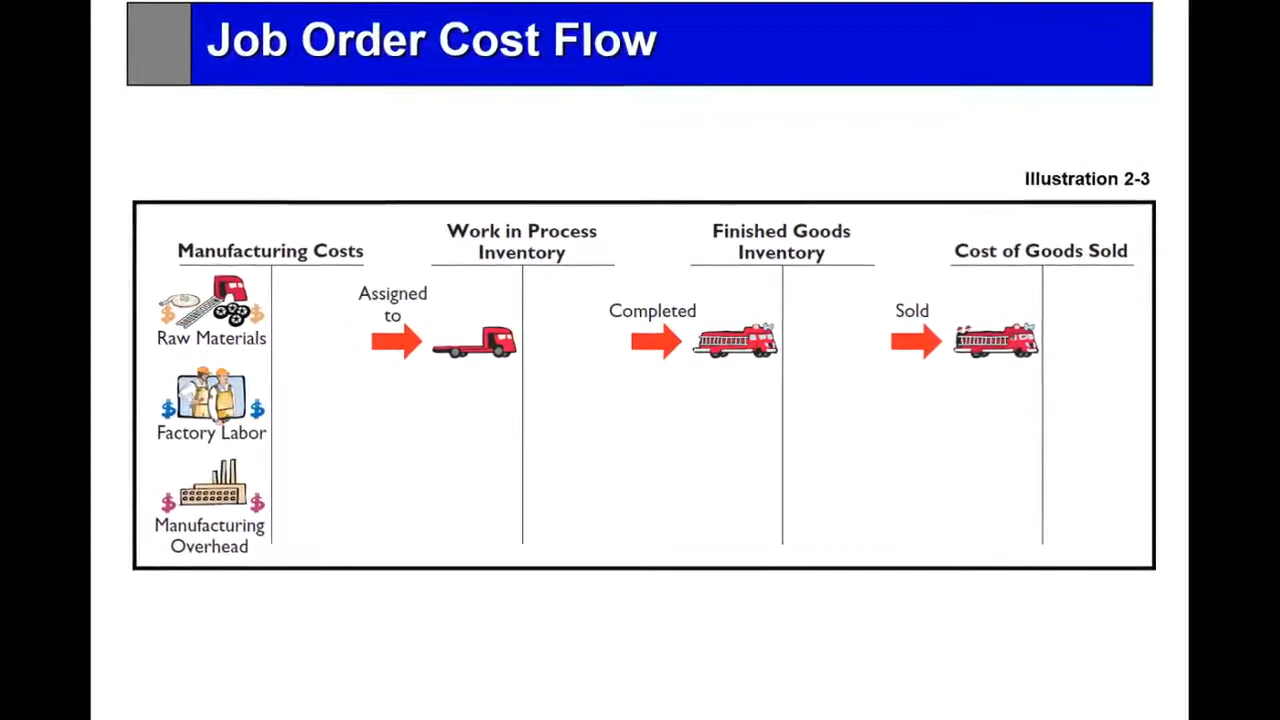 Job Order Cost Flow
Illustration 2-3
Manufacturing Costs
Raw Materials
Factory Labor
Manufacturing
Overhead
Assigned
to
Work in Process
Inventory
Completed
Finished Goods
Inventory
Sold
Cost of Goods Sold